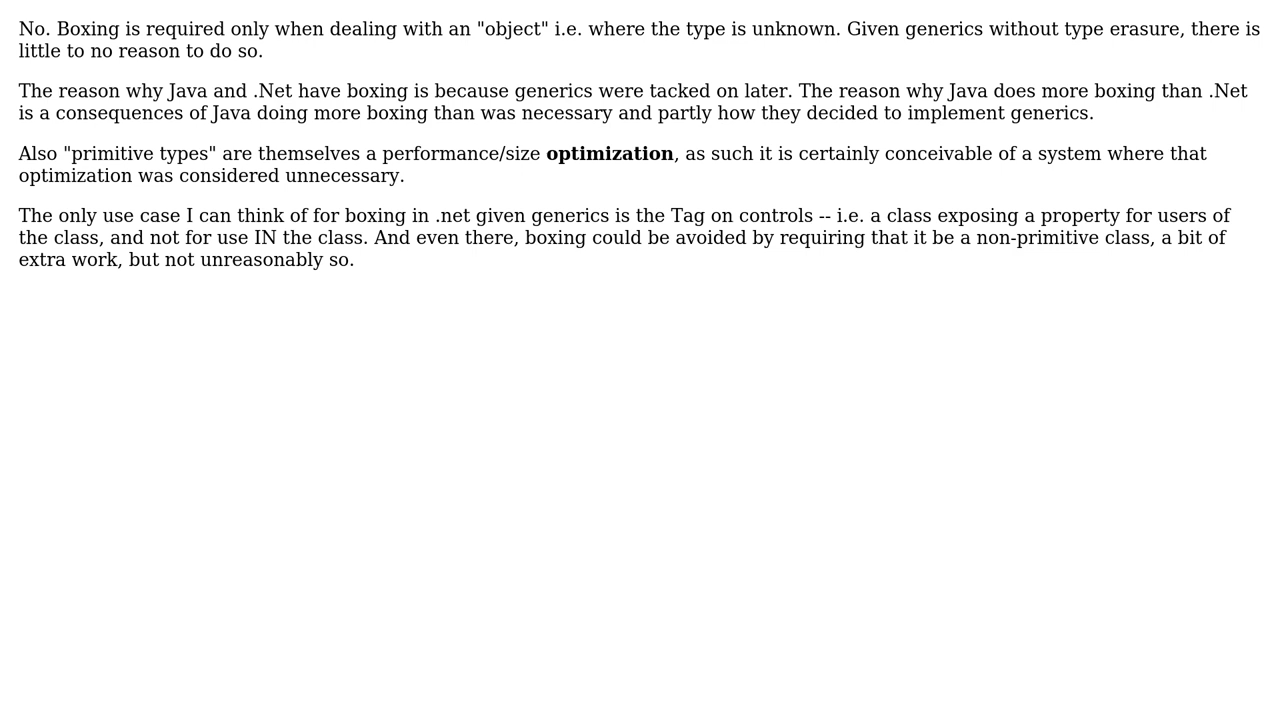 No. Boxing is required only when dealing with an "object" i.e. where the type is unknown. Given generics without type erasure, there is
little to no reason to do so.
The reason why Java and .Net have boxing is because generics were tacked on later. The reason why Java does more boxing than .Net
is a consequences of Java doing more boxing than was necessary and partly how they decided to implement generics.
Also "primitive types" are themselves a performance/size optimization, as such it is certainly conceivable of a system where that
optimization was considered unnecessary.
The only use case I can think of for boxing in .net given generics is the Tag on controls -- i.e. a class exposing a property for users of
the class, and not for use IN the class. And even there, boxing could be avoided by requiring that it be a non-primitive class, a bit of
extra work, but not unreasonably so.